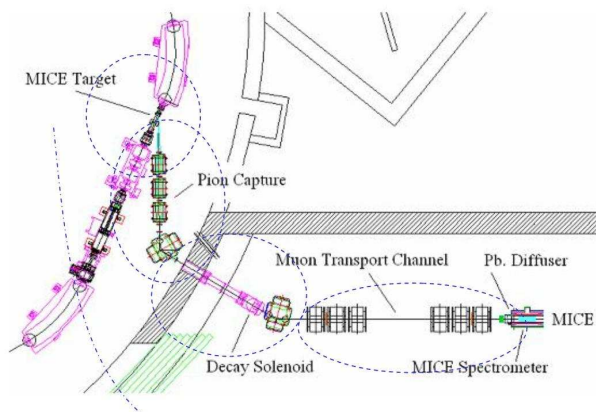 MICE Target
Pion Capture
Muon Transport Channel
Pb. Diffuser
MICE
Decay Solenoid
MICE Spectrometer